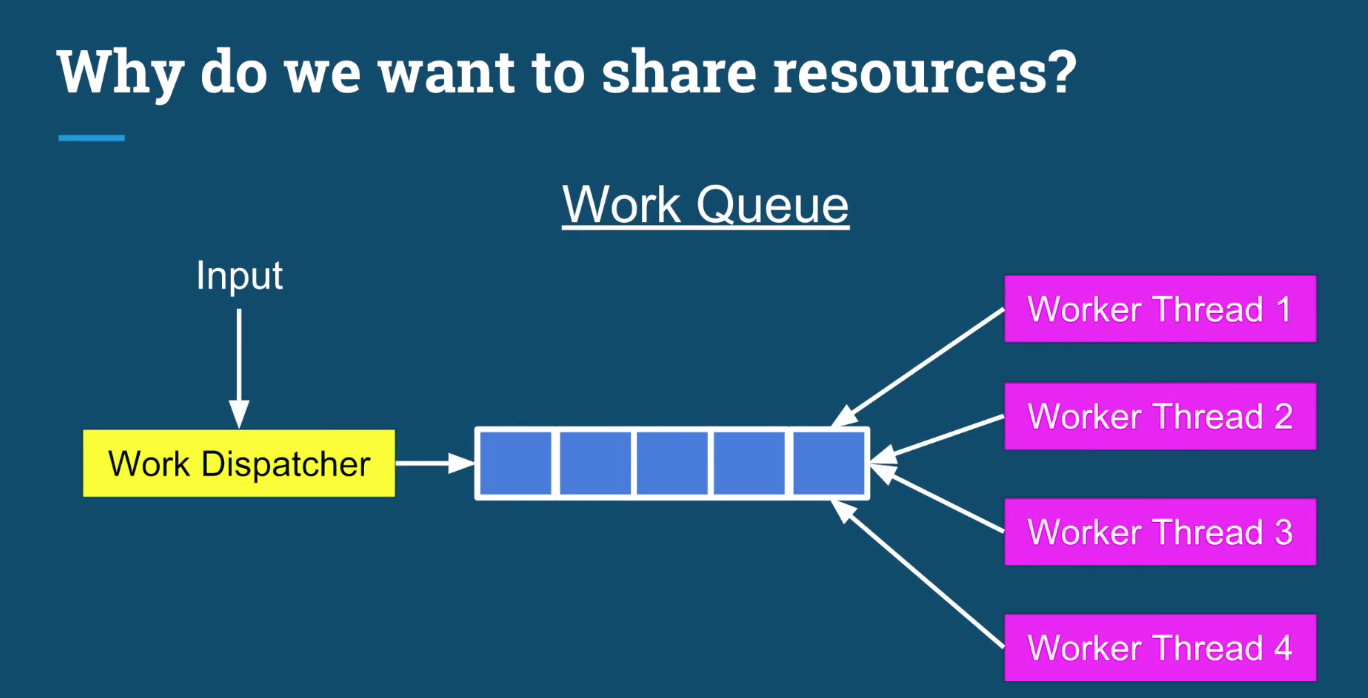 Why do we want to share resources?
Work Queue
Input
Work Dispatcher
Worker Thread 1
Worker Thread 2
Worker Thread 3
Worker Thread 4